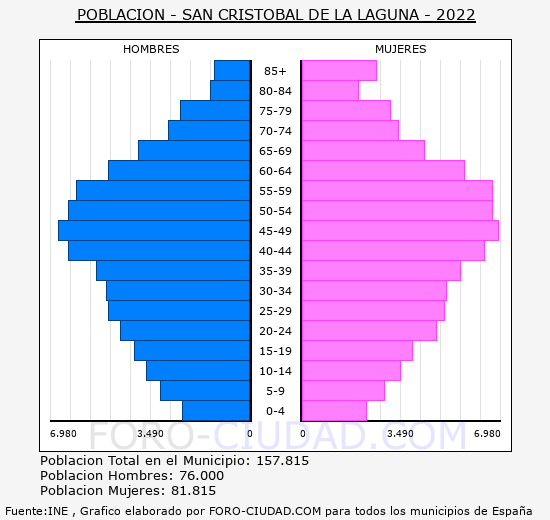 POBLACION - SAN CRISTOBAL DE LA LAGUNA - 2022
HOMBRES MUJERES
85+
80-84
75-79
70-74
65-69
60-64
55-59
50-54
45-49
40-44
35-39
30-34
25-29
20-24
15-19
10-14
5-9
0-4
6.980 3.490 0 0 3.490 6.980
FORO-CIUDAD.COM
Poblacion Total en el Municipio: 157.815
Poblacion Hombres: 76.000
Poblacion Mujeres: 81.815
Fuente:INE , Grafico elaborado por FORO-CIUDAD.COM para todos los municipios de España